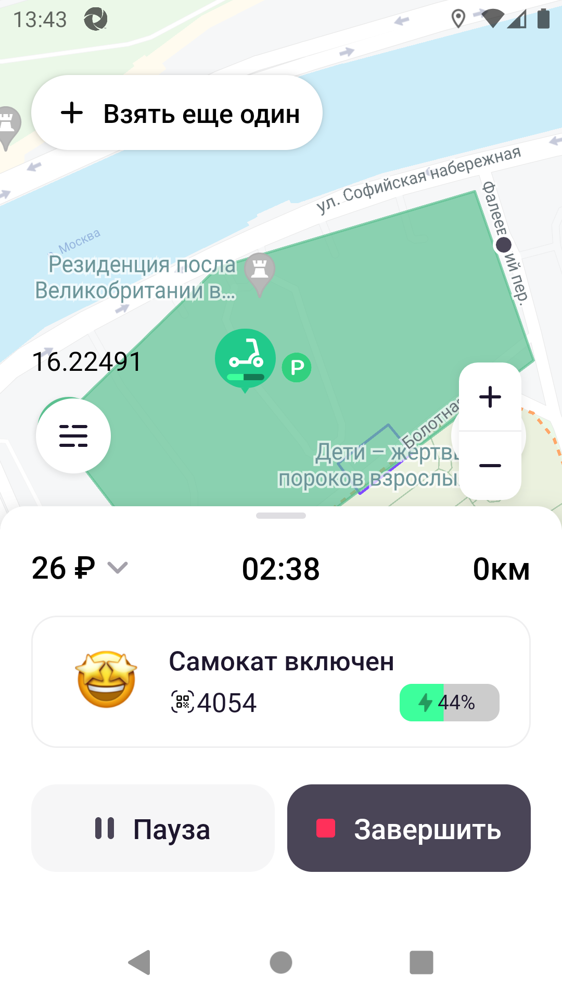 13:43
Взять еще один
ул. Софийская набережная
Фалеев
ий пер.
Москва
Резиденция посла
Великобритании в...
16.22491
P
Болотная
Дети – жертвы
пороков взрослы
26 ₽
02:38
0км
Самокат включен
4054
44%
Пауза
Завершить